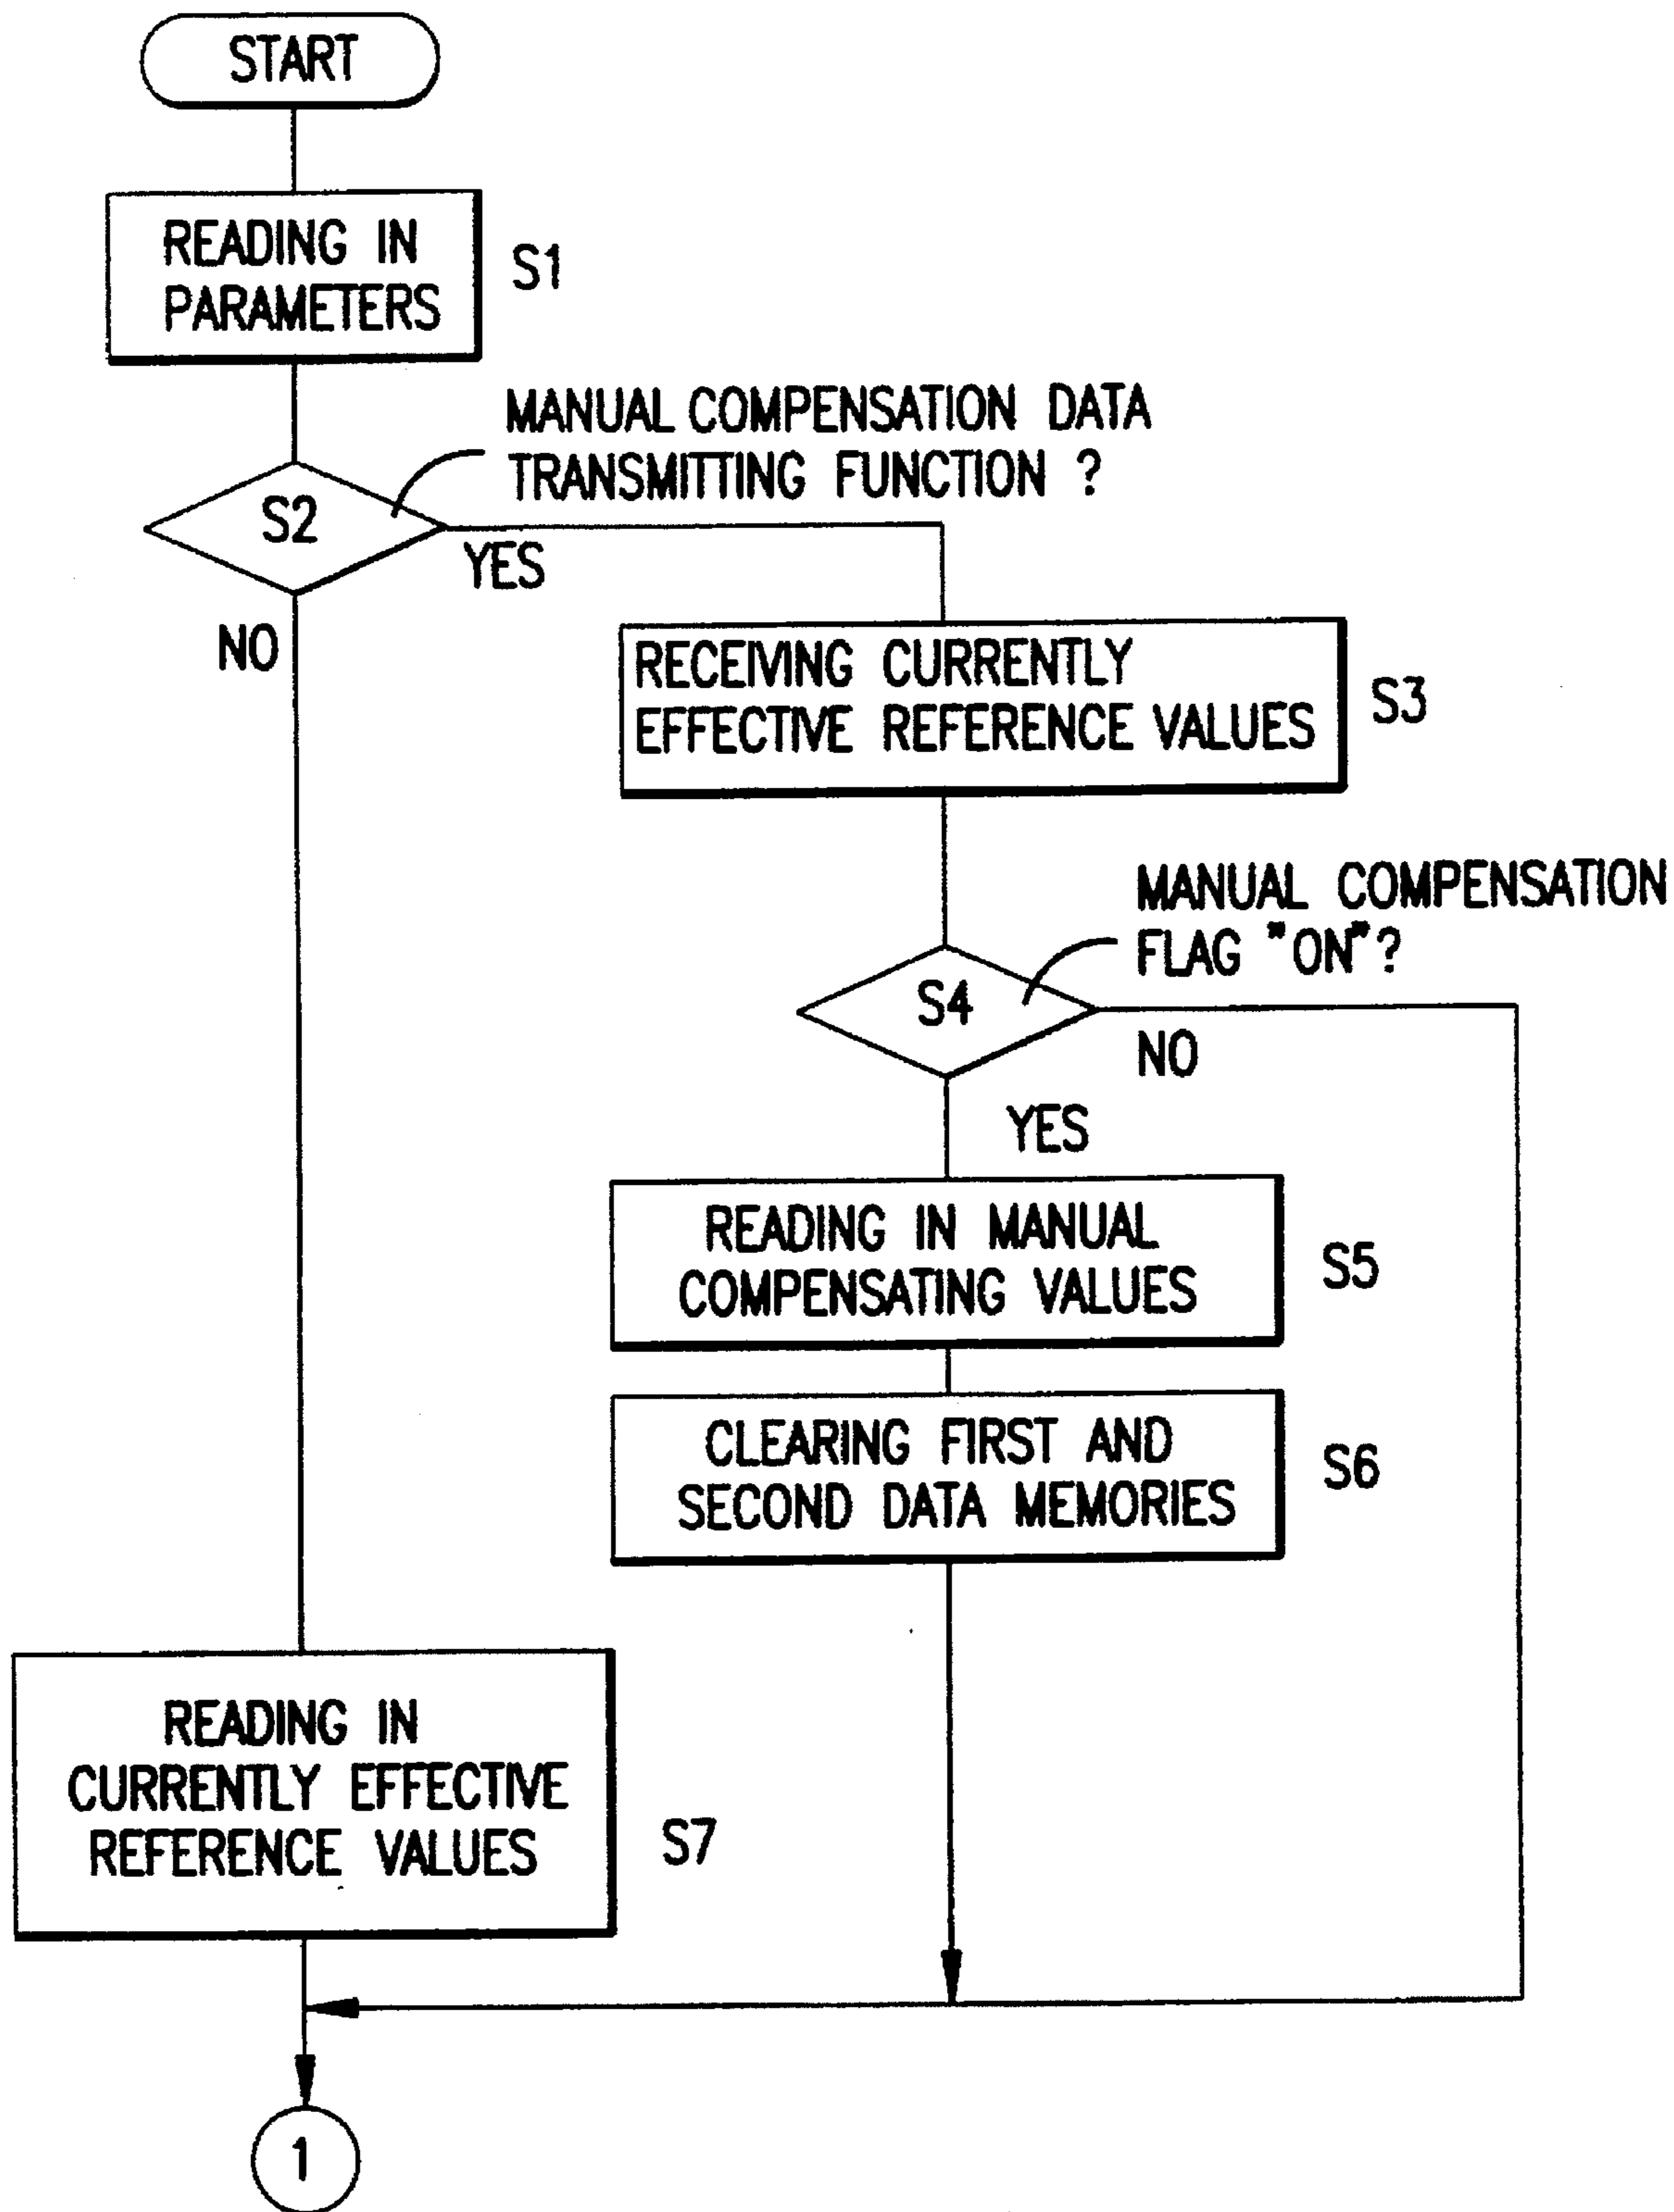 START
READING IN
PARAMETERS
S1
MANUAL COMPENSATION DATA
TRANSMITTING FUNCTION ?
S2
YES
NO
RECEIVING CURRENTLY
EFFECTIVE REFERENCE VALUES
S3
MANUAL COMPENSATION
FLAG "ON"?
S4
NO
YES
READING IN MANUAL
COMPENSATING VALUES
S5
CLEARING FIRST AND
SECOND DATA MEMORIES
S6
READING IN
CURRENTLY EFFECTIVE
REFERENCE VALUES
S7
1